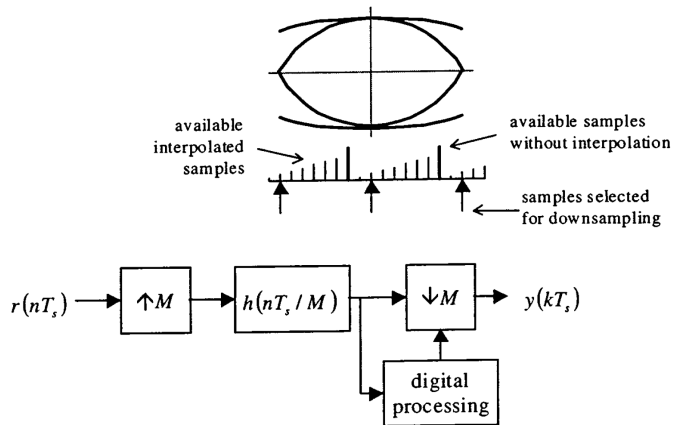 available
interpolated
samples
available samples
without interpolation
samples selected
for downsampling
r(nT_s)
↑M
h(nT_s / M)
↓M
y(kT_s)
digital
processing